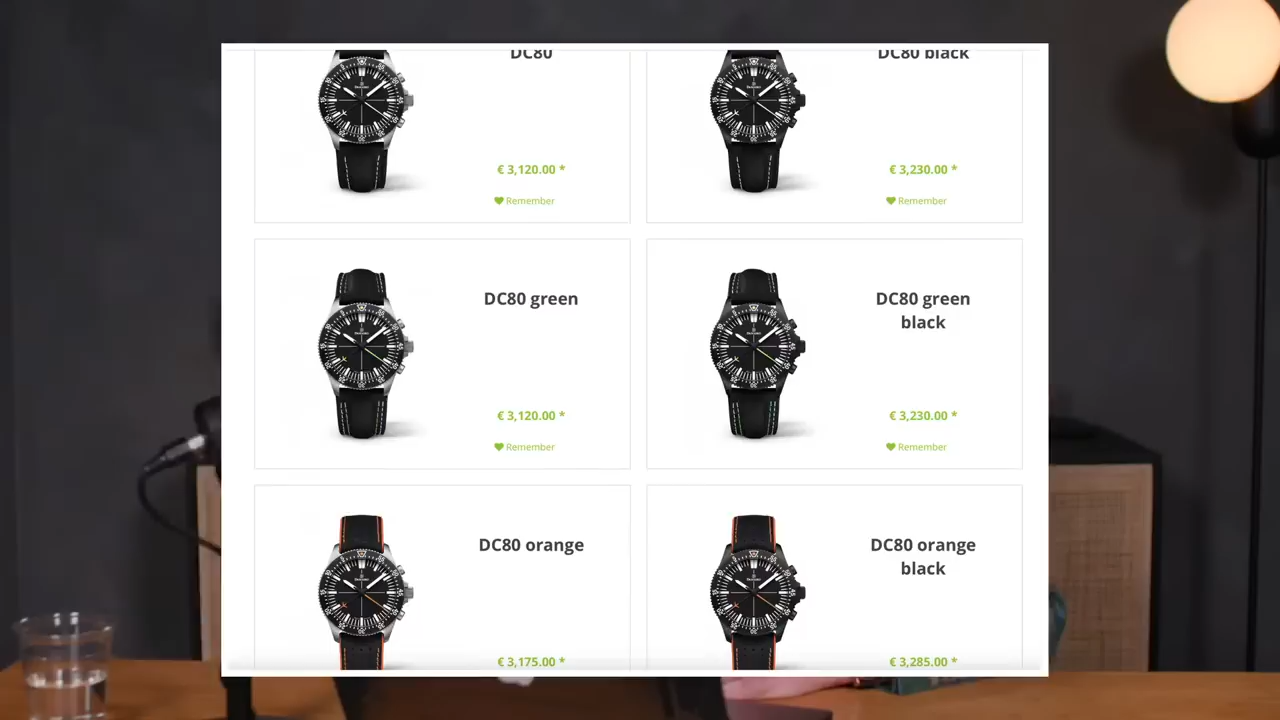 DC80
DC80 black
€ 3,120.00 *
€ 3,230.00 *
Remember
Remember
DC80 green
DC80 green
black
€ 3,120.00 *
€ 3,230.00 *
Remember
Remember
DC80 orange
DC80 orange
black
€ 3,175.00 *
€ 3,285.00 *